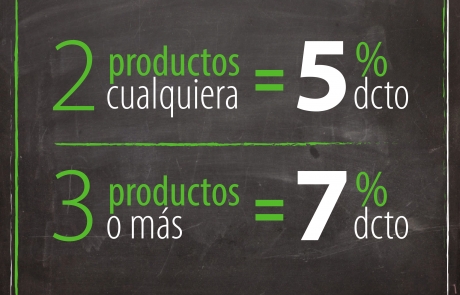 2 productos cualquiera = 5 % dcto
3 productos o más = 7 % dcto